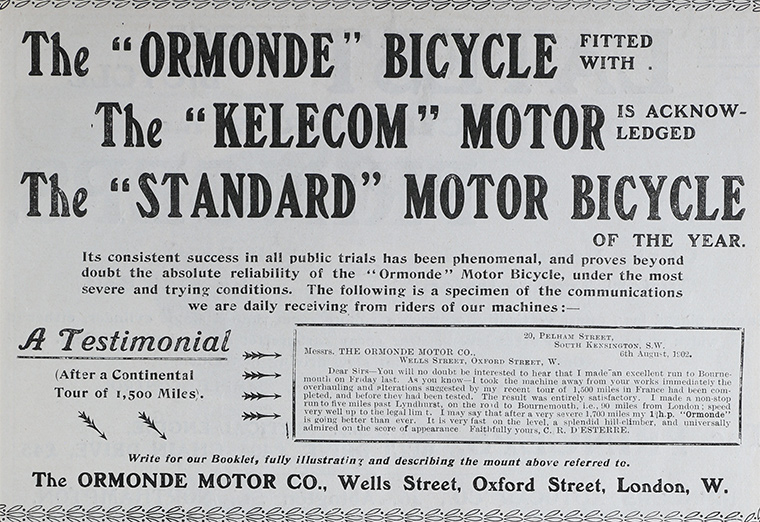 The "ORMONDE" BICYCLE FITTED WITH .
The "KELECOM" MOTOR IS ACKNOW-LEDGED
The "STANDARD" MOTOR BICYCLE
OF THE YEAR.
Its consistent success in all public trials has been phenomenal, and proves beyond
doubt the absolute reliability of the "Ormonde" Motor Bicycle, under the most
severe and trying conditions. The following is a specimen of the communications
we are daily receiving from riders of our machines:—
A Testimonial
(After a Continental
Tour of 1,500 Miles).
20, PELHAM STREET,
SOUTH KENSINGTON, S.W.
6th August, 1902.
Messrs. THE ORMONDE MOTOR CO.,
WELLS STREET, OXFORD STREET, W.
Dear Sirs—You will no doubt be interested to hear that I made an excellent run to Bourne-
mouth on Friday last. As you know—I took the machine away from your works immediately the
overhauling and alterations suggested by my recent tour of 1,500 miles in France had been com-
pleted, and before they had been tested. The result was entirely satisfactory. I made a non-stop
run to five miles past Lyndhurst, on the road to Bournemouth, i.e., 90 miles from London; speed
very well up to the legal limit. I may say that after a very severe 1,700 miles my h.p. "Ormonde"
is going better than ever. It is very fast on the level, a splendid hill-climber, and universally
admired on the score of appearance Faithfully yours, C. R. D'ESTERRE.
Write for our Booklet, fully illustrating and describing the mount above referred to.
The ORMONDE MOTOR CO., Wells Street, Oxford Street, London, W.